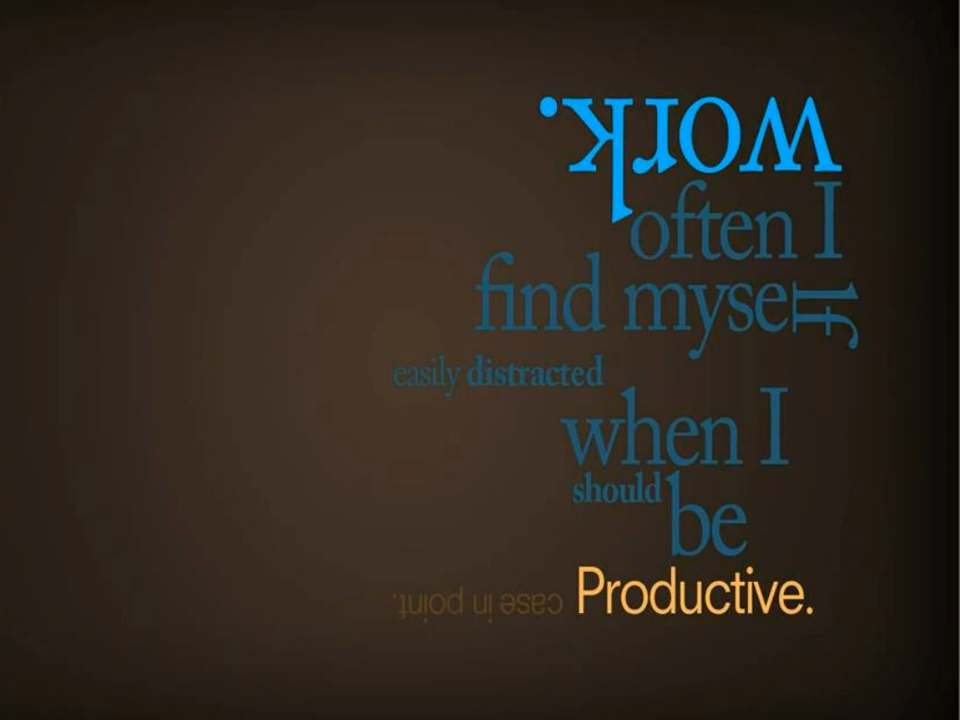 work.
often I
find myself
easily distracted
when I
should be
Productive.
case in point.